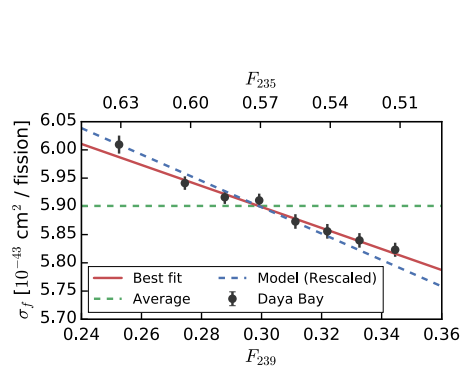 F235
0.63 0.60 0.57 0.54 0.51
6.05
6.00
5.95
5.90
5.85
5.80
5.75
5.70
σf [10−43 cm2 / fission]
Best fit
Average
Model (Rescaled)
Daya Bay
0.24 0.26 0.28 0.30 0.32 0.34 0.36
F239